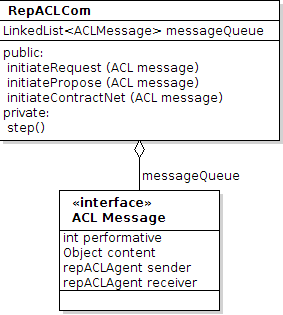 RepACLCom
LinkedList<ACLMessage> messageQueue
public:
initiateRequest (ACL message)
initiatePropose (ACL message)
initiateContractNet (ACL message)
private:
step()
messageQueue
«interface»
ACL Message
int performative
Object content
repACLAgent sender
repACLAgent receiver